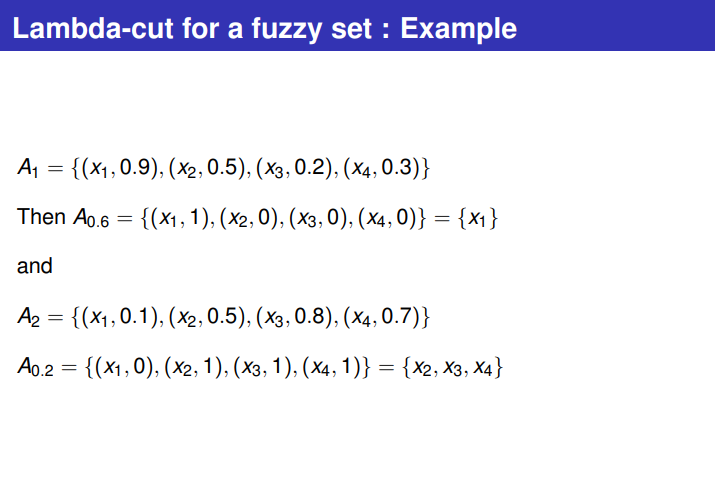 Lambda-cut for a fuzzy set : Example
A₁ = {(x₁, 0.9), (x₂, 0.5), (x₃, 0.2), (x₄, 0.3)}
Then A₀.₆ = {(x₁, 1), (x₂, 0), (x₃, 0), (x₄, 0)} = {x₁}
and
A₂ = {(x₁, 0.1), (x₂, 0.5), (x₃, 0.8), (x₄, 0.7)}
A₀.₂ = {(x₁, 0), (x₂, 1), (x₃, 1), (x₄, 1)} = {x₂, x₃, x₄}